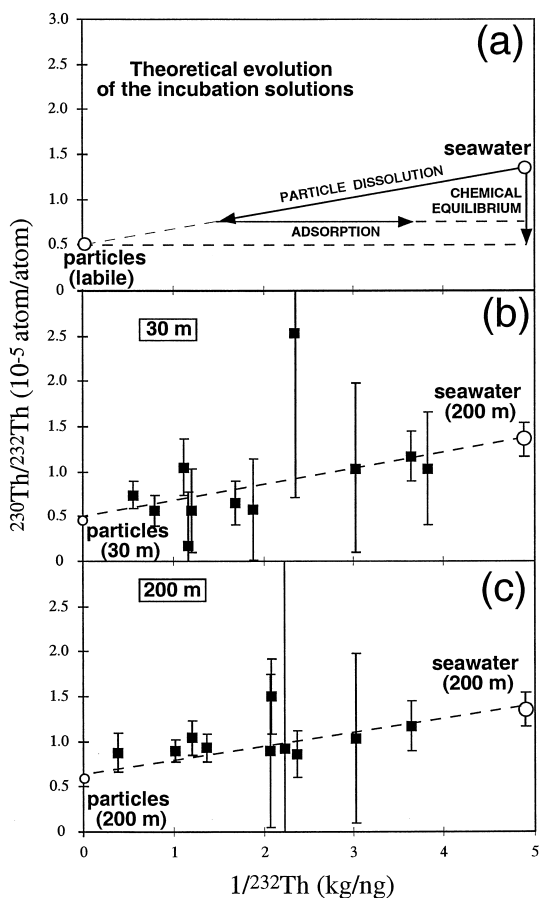 3.0
(a)
Theoretical evolution
of the incubation solutions
2.5
2.0
seawater
1.5
PARTICLE DISSOLUTION
1.0
CHEMICAL
EQUILIBRIUM
ADSORPTION
0.5
particles
(labile)
0
(b)
30 m
2.5
2.0
seawater
(200 m)
1.5
1.0
0.5
particles
(30 m)
0
(c)
200 m
2.5
2.0
seawater
(200 m)
1.5
1.0
0.5
particles
(200 m)
0
0 1 2 3 4 5
1/232Th (kg/ng)
230Th/232Th (10-5 atom/atom)